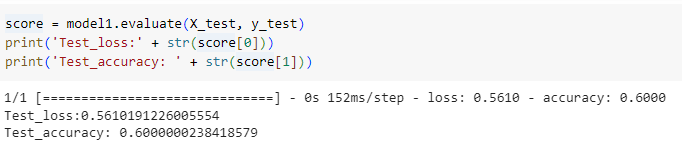 score = model1.evaluate(X_test, y_test)
print('Test_loss:' + str(score[0]))
print('Test_accuracy: ' + str(score[1]))
1/1 [==============================] - 0s 152ms/step - loss: 0.5610 - accuracy: 0.6000
Test_loss:0.5610191226005554
Test_accuracy: 0.6000000238418579